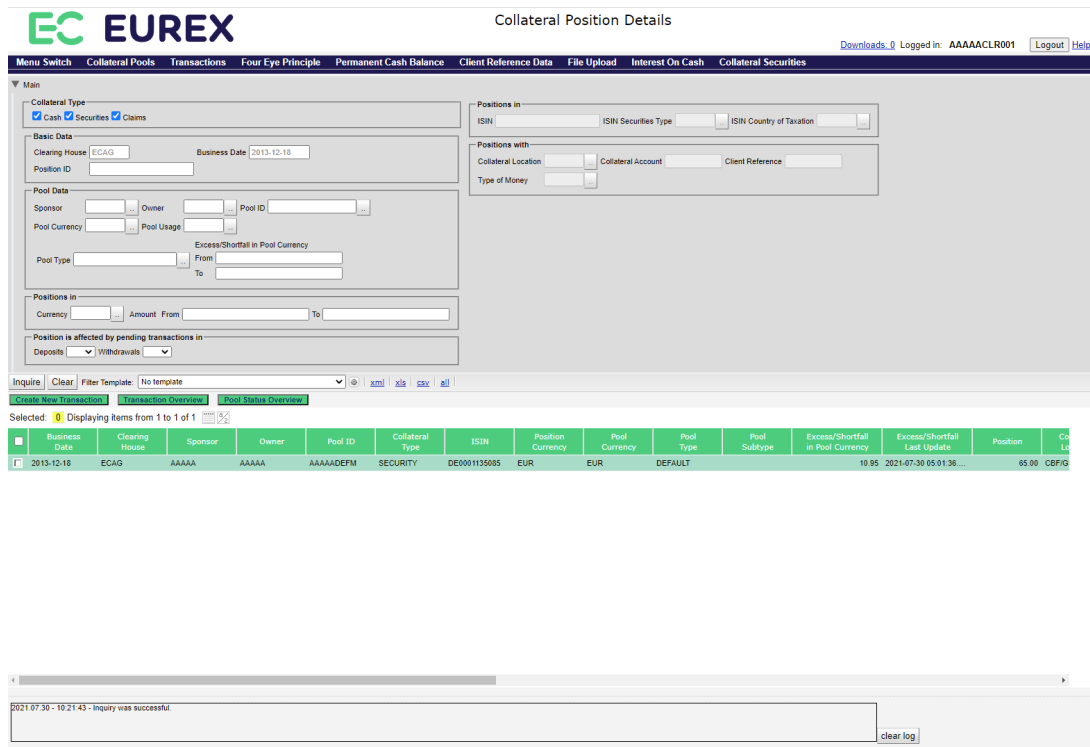 EC EUREX
Collateral Position Details
Downloads: 0 Logged in: AAAAACLR001 Logout Help
Menu Switch Collateral Pools Transactions Four Eye Principle Permanent Cash Balance Client Reference Data File Upload Interest On Cash Collateral Securities
Main
Collateral Type
Cash Securities Claims
Basic Data
Clearing House ECAG Business Date 2013-12-18
Position ID
Pool Data
Sponsor .. Owner .. Pool ID ..
Pool Currency .. Pool Usage ..
Excess/Shortfall in Pool Currency
Pool Type .. From
To
Positions in
Currency .. Amount From To
Position is affected by pending transactions in
Deposits Withdrawals
Positions in
ISIN ISIN Securities Type .. ISIN Country of Taxation ..
Positions with
Collateral Location .. Collateral Account Client Reference
Type of Money ..
Inquire Clear Filter Template: No template xml xls csv all
Create New Transaction Transaction Overview Pool Status Overview
Selected: 0 Displaying items from 1 to 1 of 1
Business Date Clearing House Sponsor Owner Pool ID Collateral Type ISIN Position Currency Pool Currency Pool Type Pool Subtype Excess/Shortfall in Pool Currency Excess/Shortfall Last Update Position Co Lo
2013-12-18 ECAG AAAAA AAAAA AAAAADEFM SECURITY DE0001135085 EUR EUR DEFAULT 10.95 2021-07-30 05:01:36.... 65.00 CBF/G
2021.07.30 - 10:21:43 - Inquiry was successful.
clear log